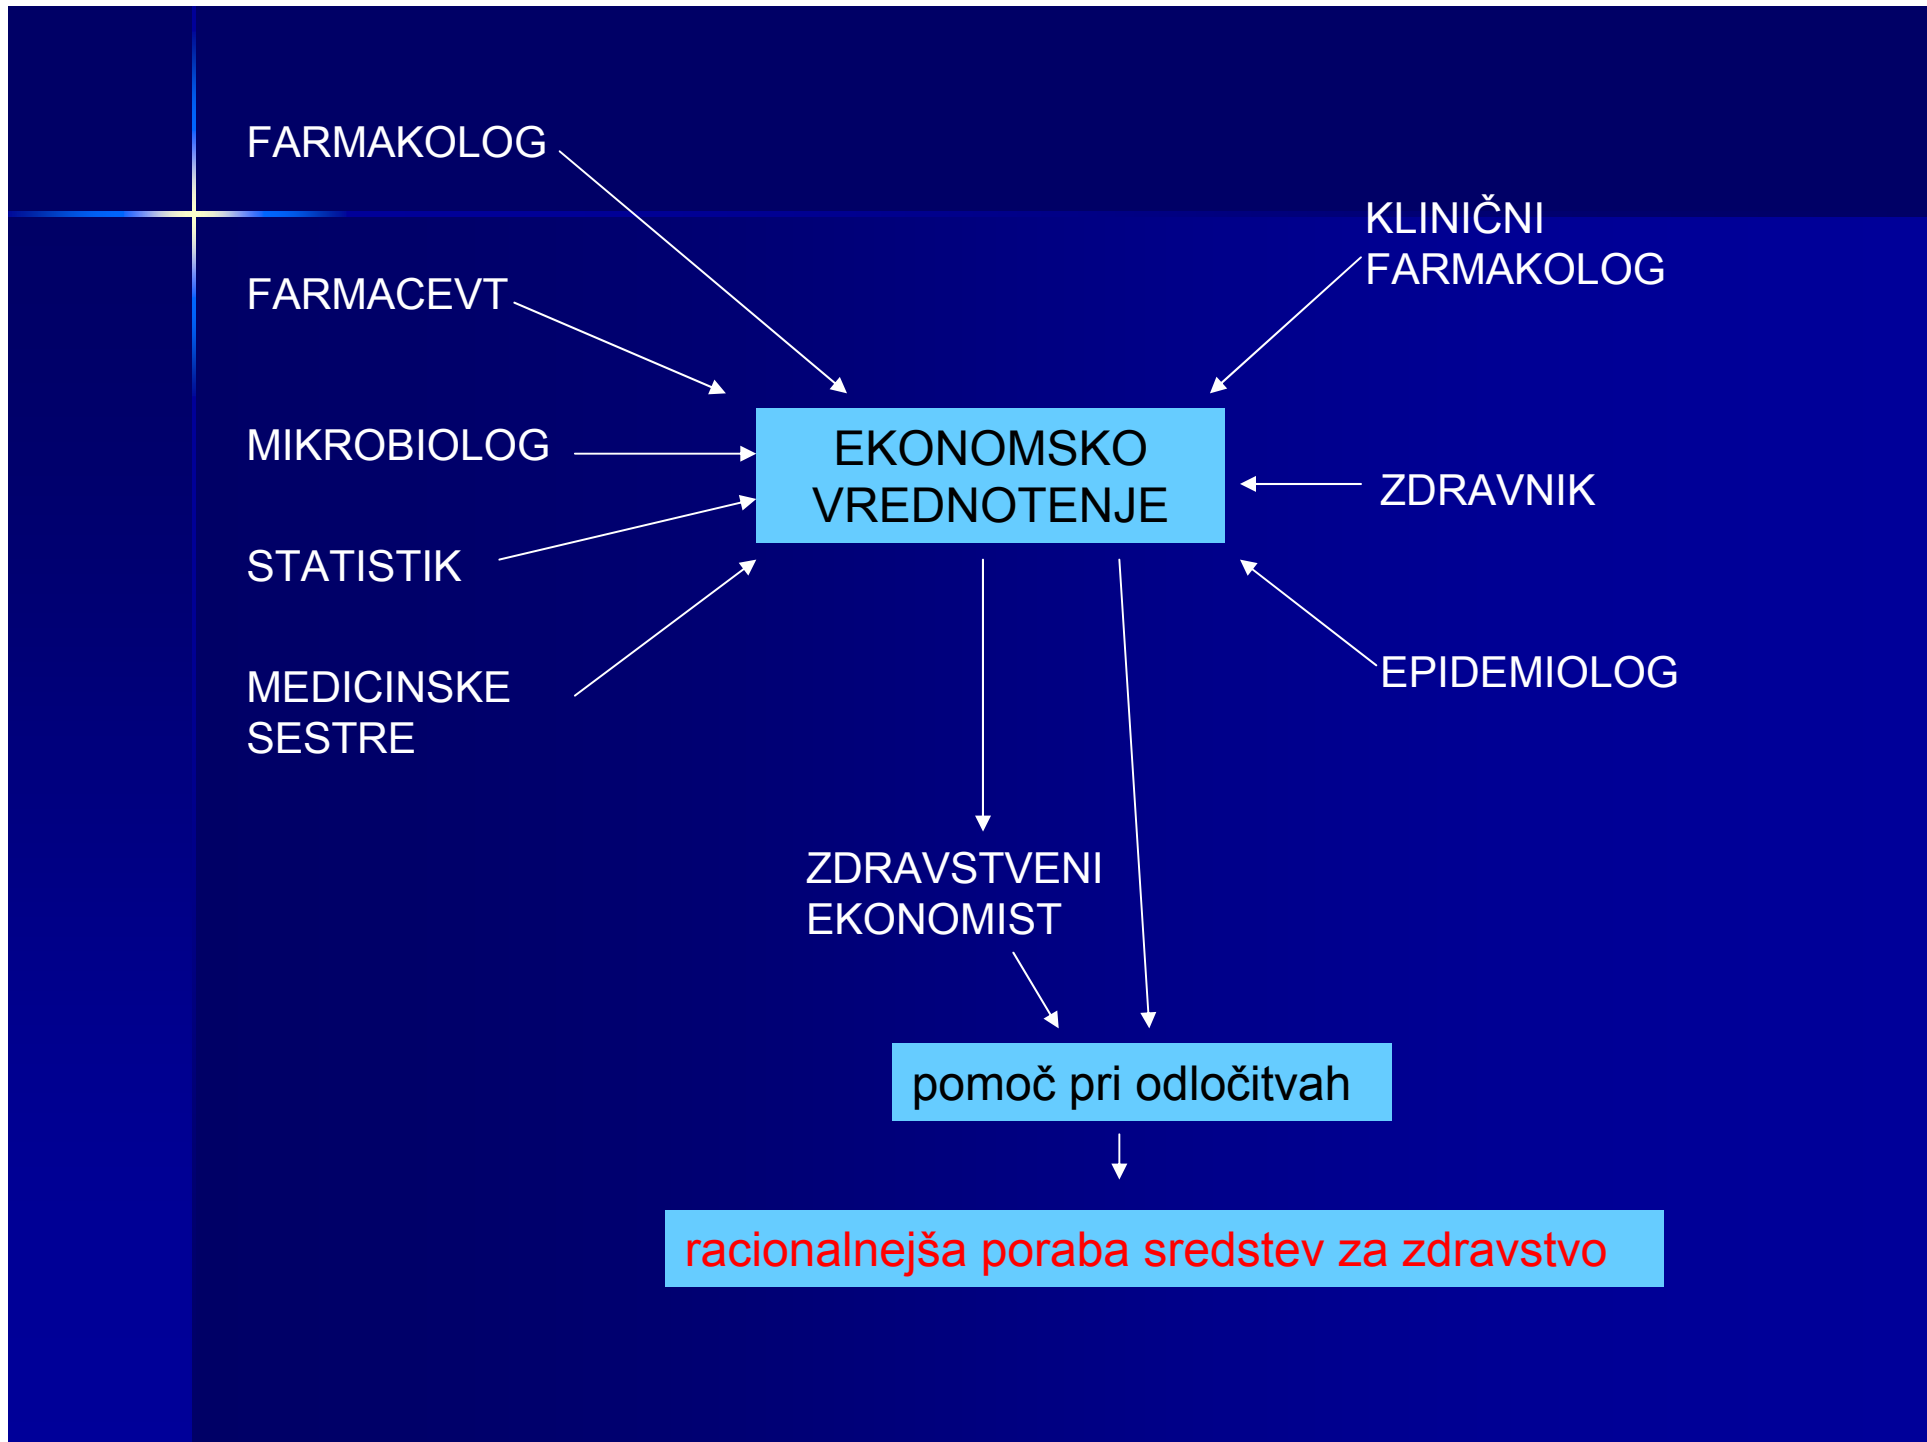 FARMAKOLOG
FARMACEVT
MIKROBIOLOG
STATISTIK
MEDICINSKE
SESTRE
KLINIČNI
FARMAKOLOG
ZDRAVNIK
EPIDEMIOLOG
EKONOMSKO
VREDNOTENJE
ZDRAVSTVENI
EKONOMIST
pomoč pri odločitvah
racionalnejša poraba sredstev za zdravstvo